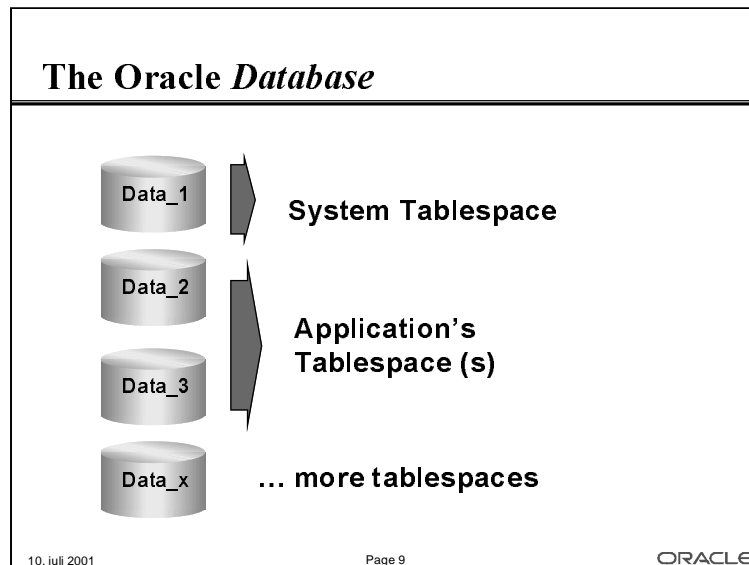 The Oracle Database
Data_1
System Tablespace
Data_2
Application’s
Tablespace (s)
Data_3
Data_x
... more tablespaces
10. juli 2001
Page 9
ORACLE